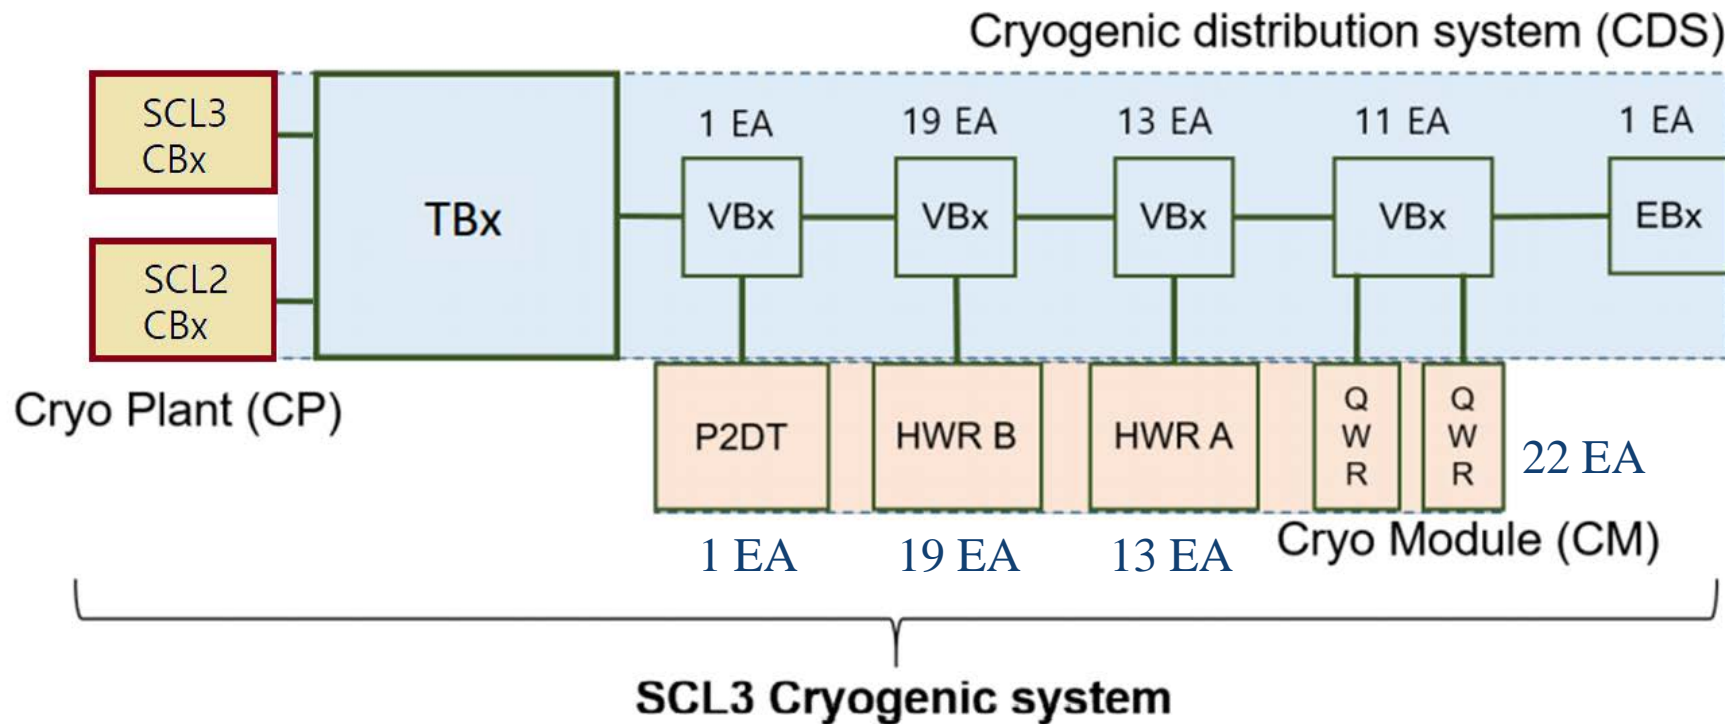 Cryogenic distribution system (CDS)
SCL3
CBx
SCL2
CBx
Cryo Plant (CP)
TBx
1 EA
19 EA
13 EA
11 EA
1 EA
VBx
VBx
VBx
VBx
EBx
P2DT
HWR B
HWR A
Q
W
R
Q
W
R
22 EA
1 EA
19 EA
13 EA
Cryo Module (CM)
SCL3 Cryogenic system